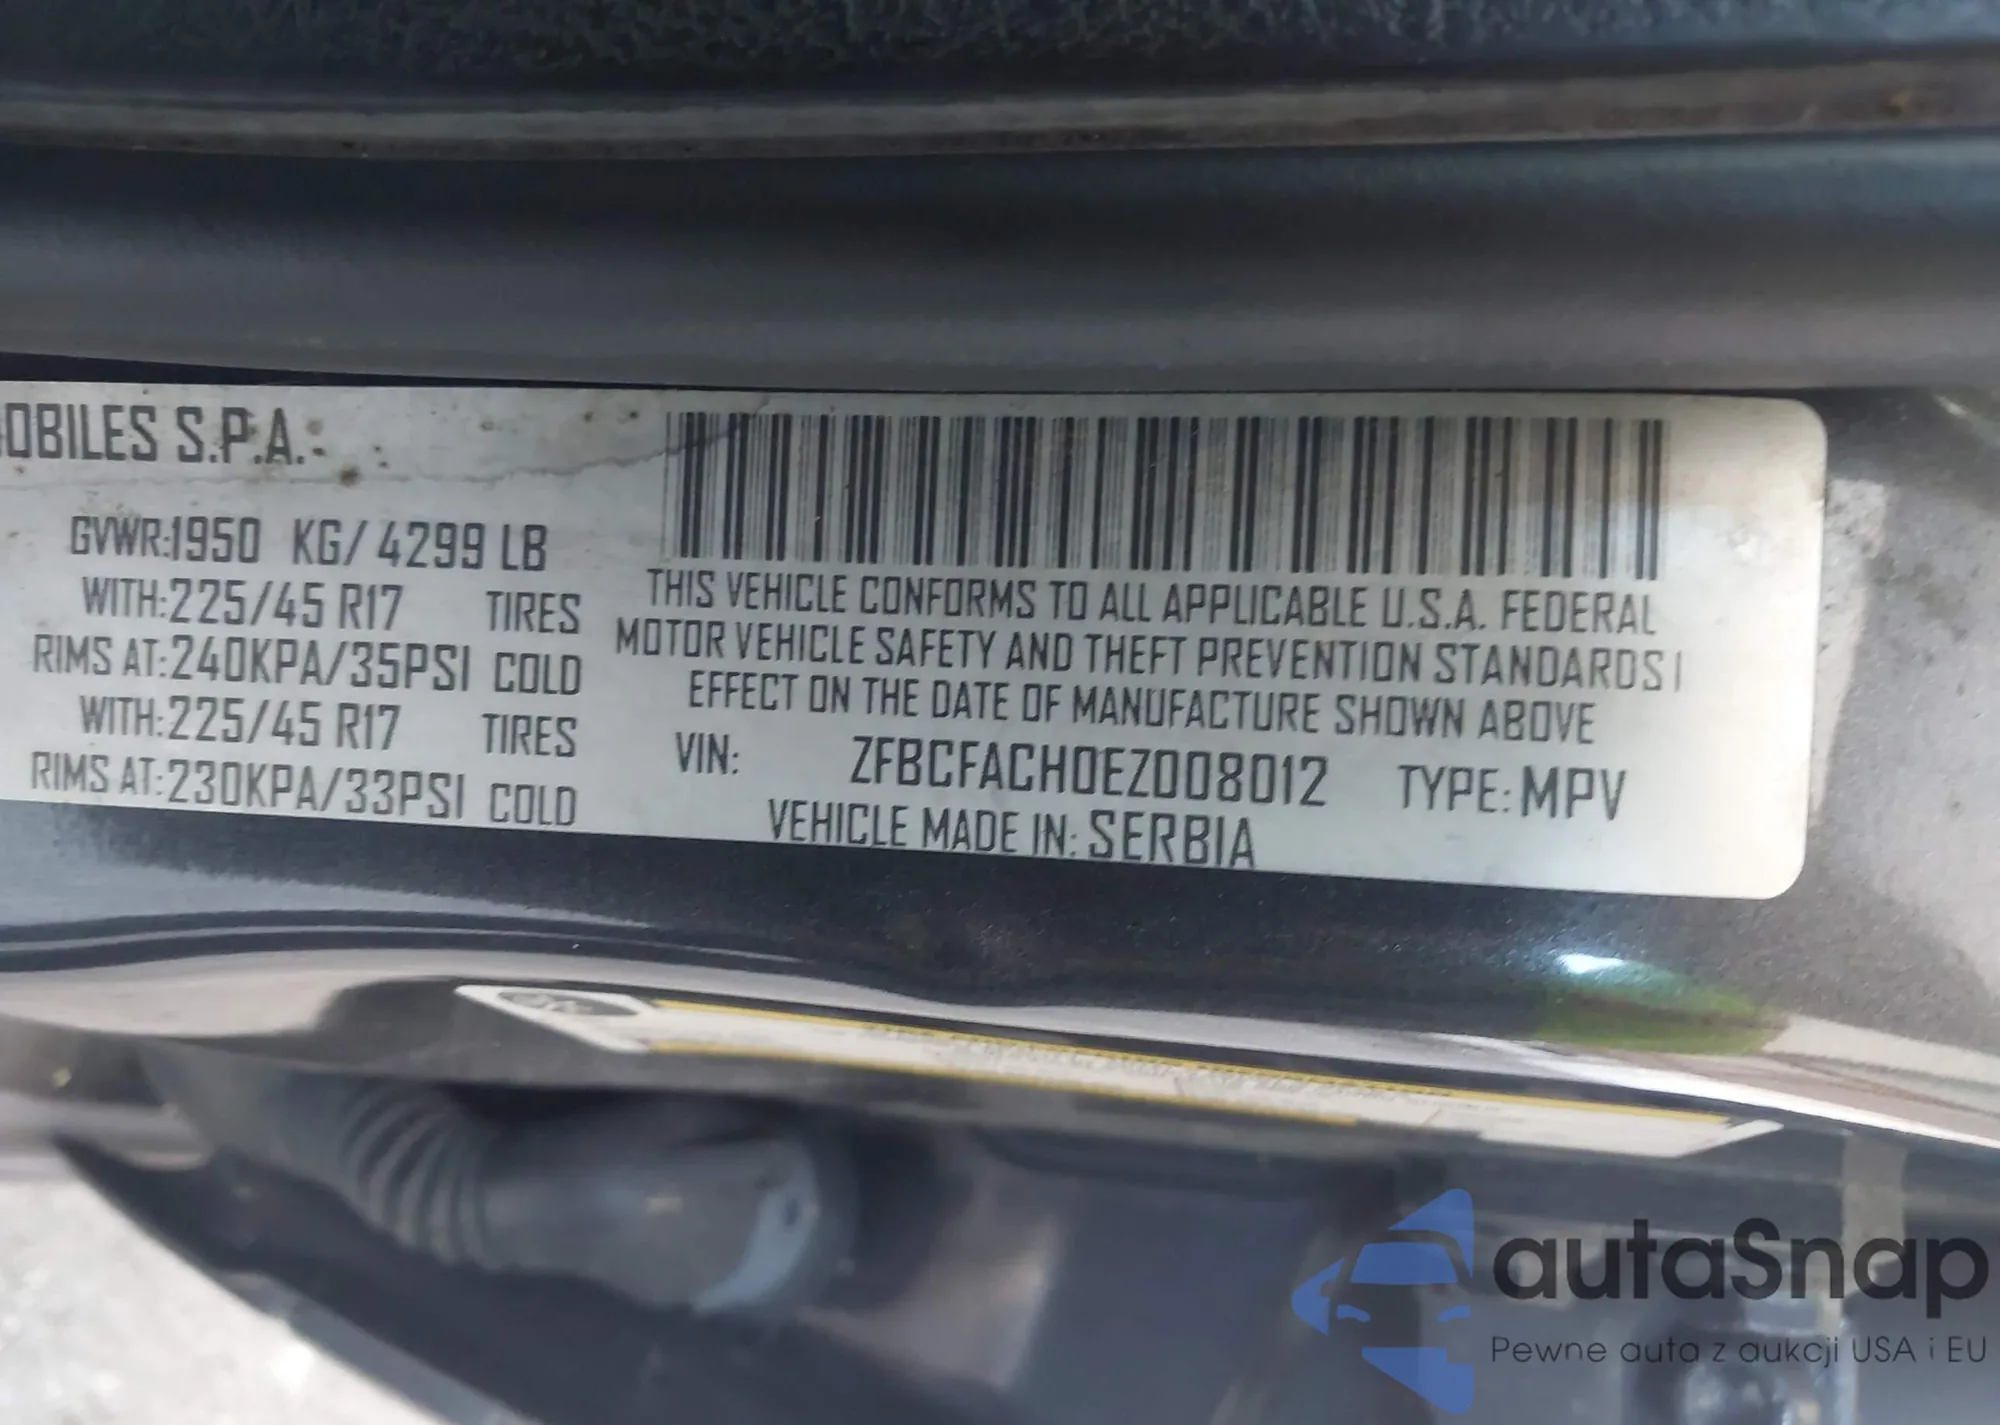 OBILES S.P.A.
GVWR:1950 KG/ 4299 LB
WITH:225/45 R17 TIRES
RIMS AT:240KPA/35PSI COLD
WITH:225/45 R17 TIRES
RIMS AT:230KPA/33PSI COLD
THIS VEHICLE CONFORMS TO ALL APPLICABLE U.S.A. FEDERAL
MOTOR VEHICLE SAFETY AND THEFT PREVENTION STANDARDS I
EFFECT ON THE DATE OF MANUFACTURE SHOWN ABOVE
VIN: ZFBCFACH0EZ008012 TYPE: MPV
VEHICLE MADE IN: SERBIA
autaSnap
Pewne auta z aukcji USA i EU